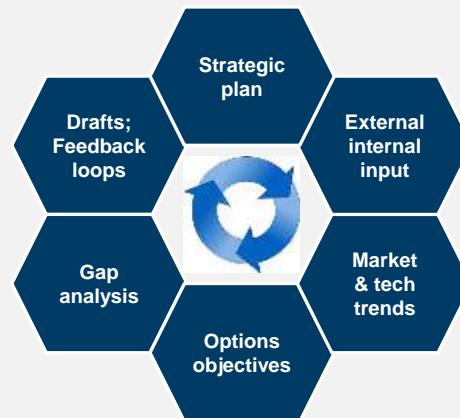 Strategic
plan
External
internal
input
Market
& tech
trends
Options
objectives
Gap
analysis
Drafts;
Feedback
loops